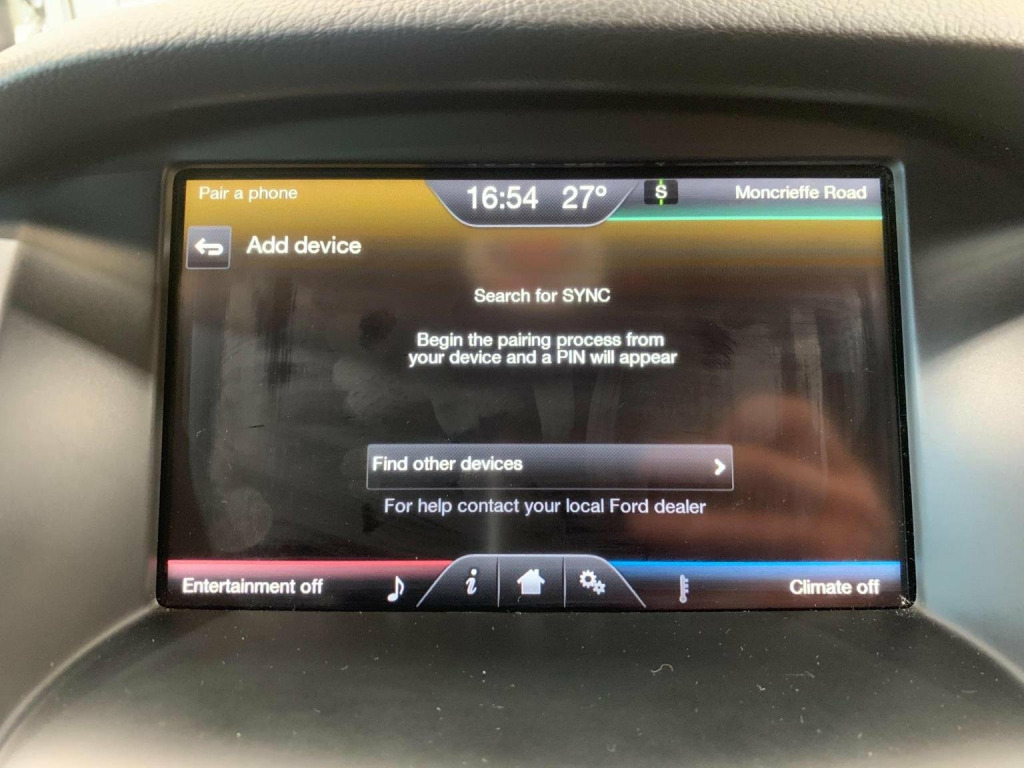 Pair a phone
16:54 27°
S
Moncrieffe Road
Add device
Search for SYNC
Begin the pairing process from
your device and a PIN will appear
Find other devices
For help contact your local Ford dealer
Entertainment off
i
Climate off